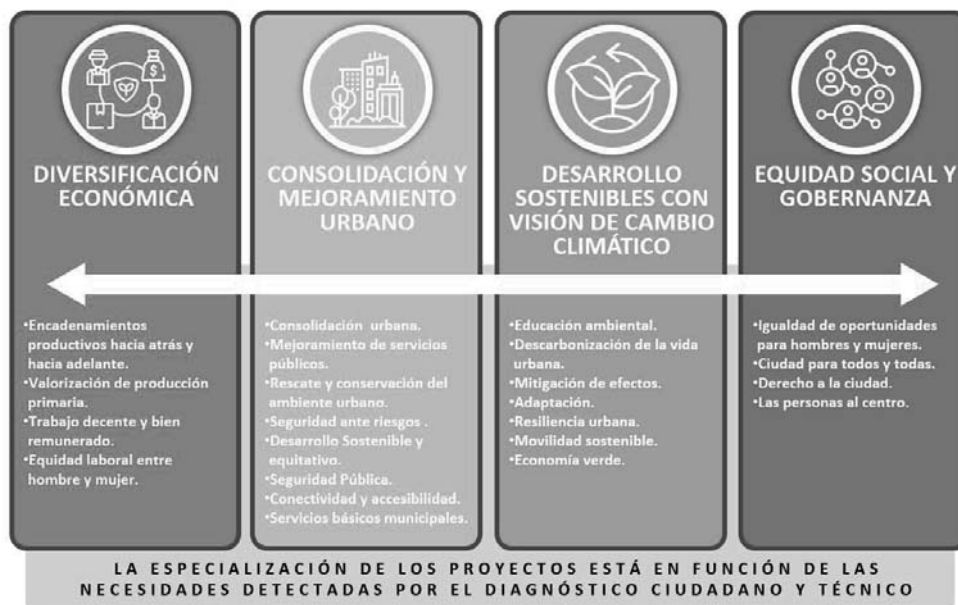 DIVERSIFICACIÓN
ECONÓMICA
•Encadenamientos
productivos hacia atrás y
hacia adelante.
•Valorización de producción
primaria.
•Trabajo decente y bien
remunerado.
•Equidad laboral entre
hombre y mujer.
CONSOLIDACIÓN Y
MEJORAMIENTO
URBANO
•Consolidación urbana.
•Mejoramiento de servicios
públicos.
•Rescate y conservación del
ambiente urbano.
•Seguridad ante riesgos .
•Desarrollo Sostenible y
equitativo.
•Seguridad Pública.
•Conectividad y accesibilidad.
•Servicios básicos municipales.
DESARROLLO
SOSTENIBLES CON
VISIÓN DE CAMBIO
CLIMÁTICO
•Educación ambiental.
•Descarbonización de la vida
urbana.
•Mitigación de efectos.
•Adaptación.
•Resiliencia urbana.
•Movilidad sostenible.
•Economía verde.
EQUIDAD SOCIAL Y
GOBERNANZA
•Igualdad de oportunidades
para hombres y mujeres.
•Ciudad para todos y todas.
•Derecho a la ciudad.
•Las personas al centro.
LA ESPECIALIZACIÓN DE LOS PROYECTOS ESTÁ EN FUNCIÓN DE LAS
NECESIDADES DETECTADAS POR EL DIAGNÓSTICO CIUDADANO Y TÉCNICO